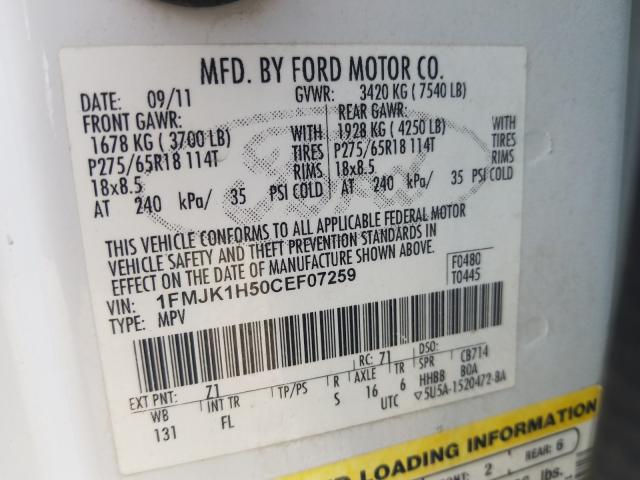 MFD. BY FORD MOTOR CO.
DATE: 09/11 GVWR: 3420 KG ( 7540 LB)
FRONT GAWR: REAR GAWR:
1678 KG ( 3700 LB) WITH 1928 KG ( 4250 LB) WITH
P275/65R18 114T TIRES P275/65R18 114T TIRES
18x8.5 RIMS 18x8.5 RIMS
AT 240 kPa/ 35 PSI COLD AT 240 kPa/ 35 PSI COLD
THIS VEHICLE CONFORMS TO ALL APPLICABLE FEDERAL MOTOR
VEHICLE SAFETY AND THEFT PREVENTION STANDARDS IN
EFFECT ON THE DATE OF MANUFACTURE SHOWN ABOVE.
F0480
T0445
VIN: 1FMJK1H50CEF07259
TYPE: MPV
EXT PNT: Z1 RC: 71 DSO:
WB INT TR TP/PS R AXLE TR SPR CB714
131 FL S 16 6 HHBB BOA
UTC ▽5U5A-1520472-BA
LOADING INFORMATION
2 REAR: 6
lbs.